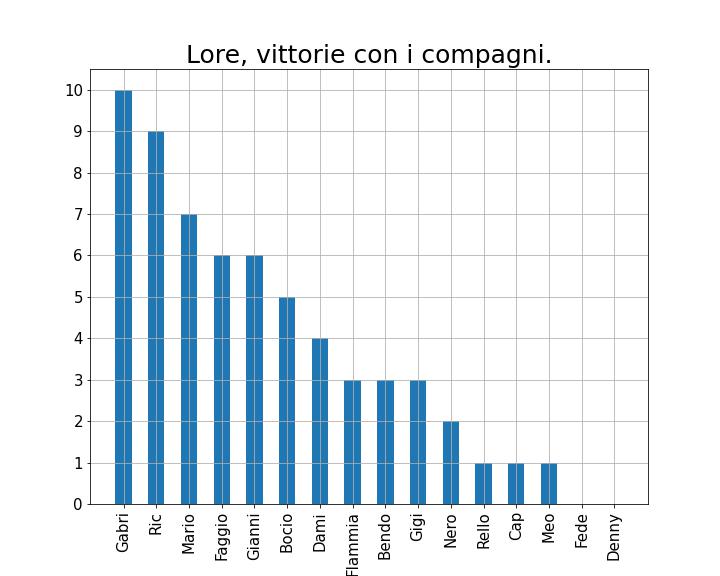 Lore, vittorie con i compagni.
10
9
8
7
6
5
4
3
2
1
0
Gabri
Ric
Mario
Faggio
Gianni
Bocio
Dami
Flammia
Bendo
Gigi
Nero
Rello
Cap
Meo
Fede
Denny